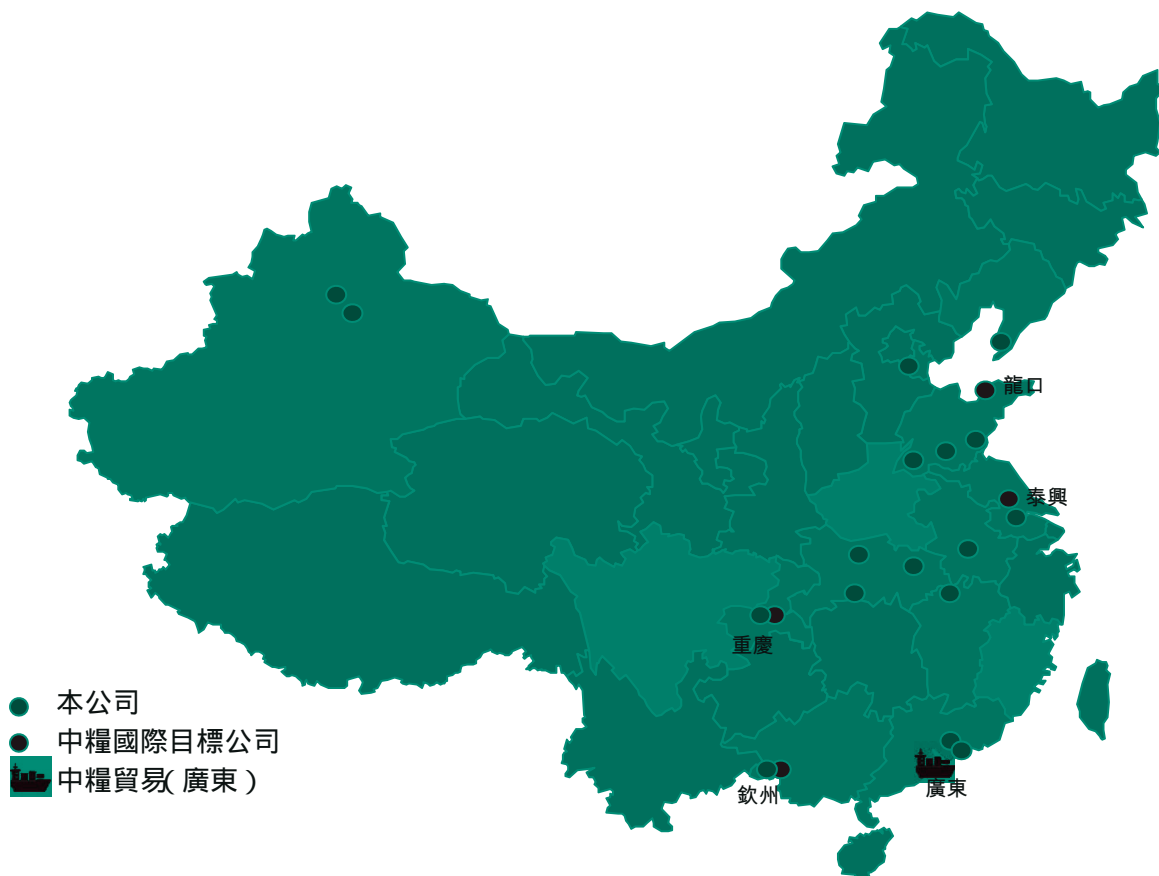 龍口
泰興
重慶
本公司
中糧國際目標公司
中糧貿易(廣東)
欽州
廣東